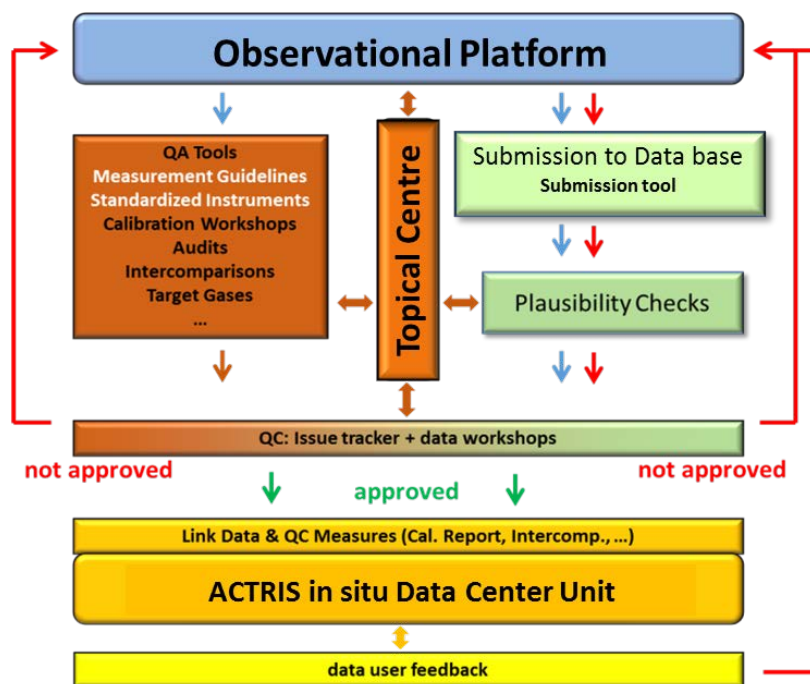 Observational Platform
QA Tools
Measurement Guidelines
Standardized Instruments
Calibration Workshops
Audits
Intercomparisons
Target Gases
...
Topical Centre
Submission to Data base
Submission tool
Plausibility Checks
QC: Issue tracker + data workshops
not approved
approved
not approved
Link Data & QC Measures (Cal. Report, Intercomp., ...)
ACTRIS in situ Data Center Unit
data user feedback